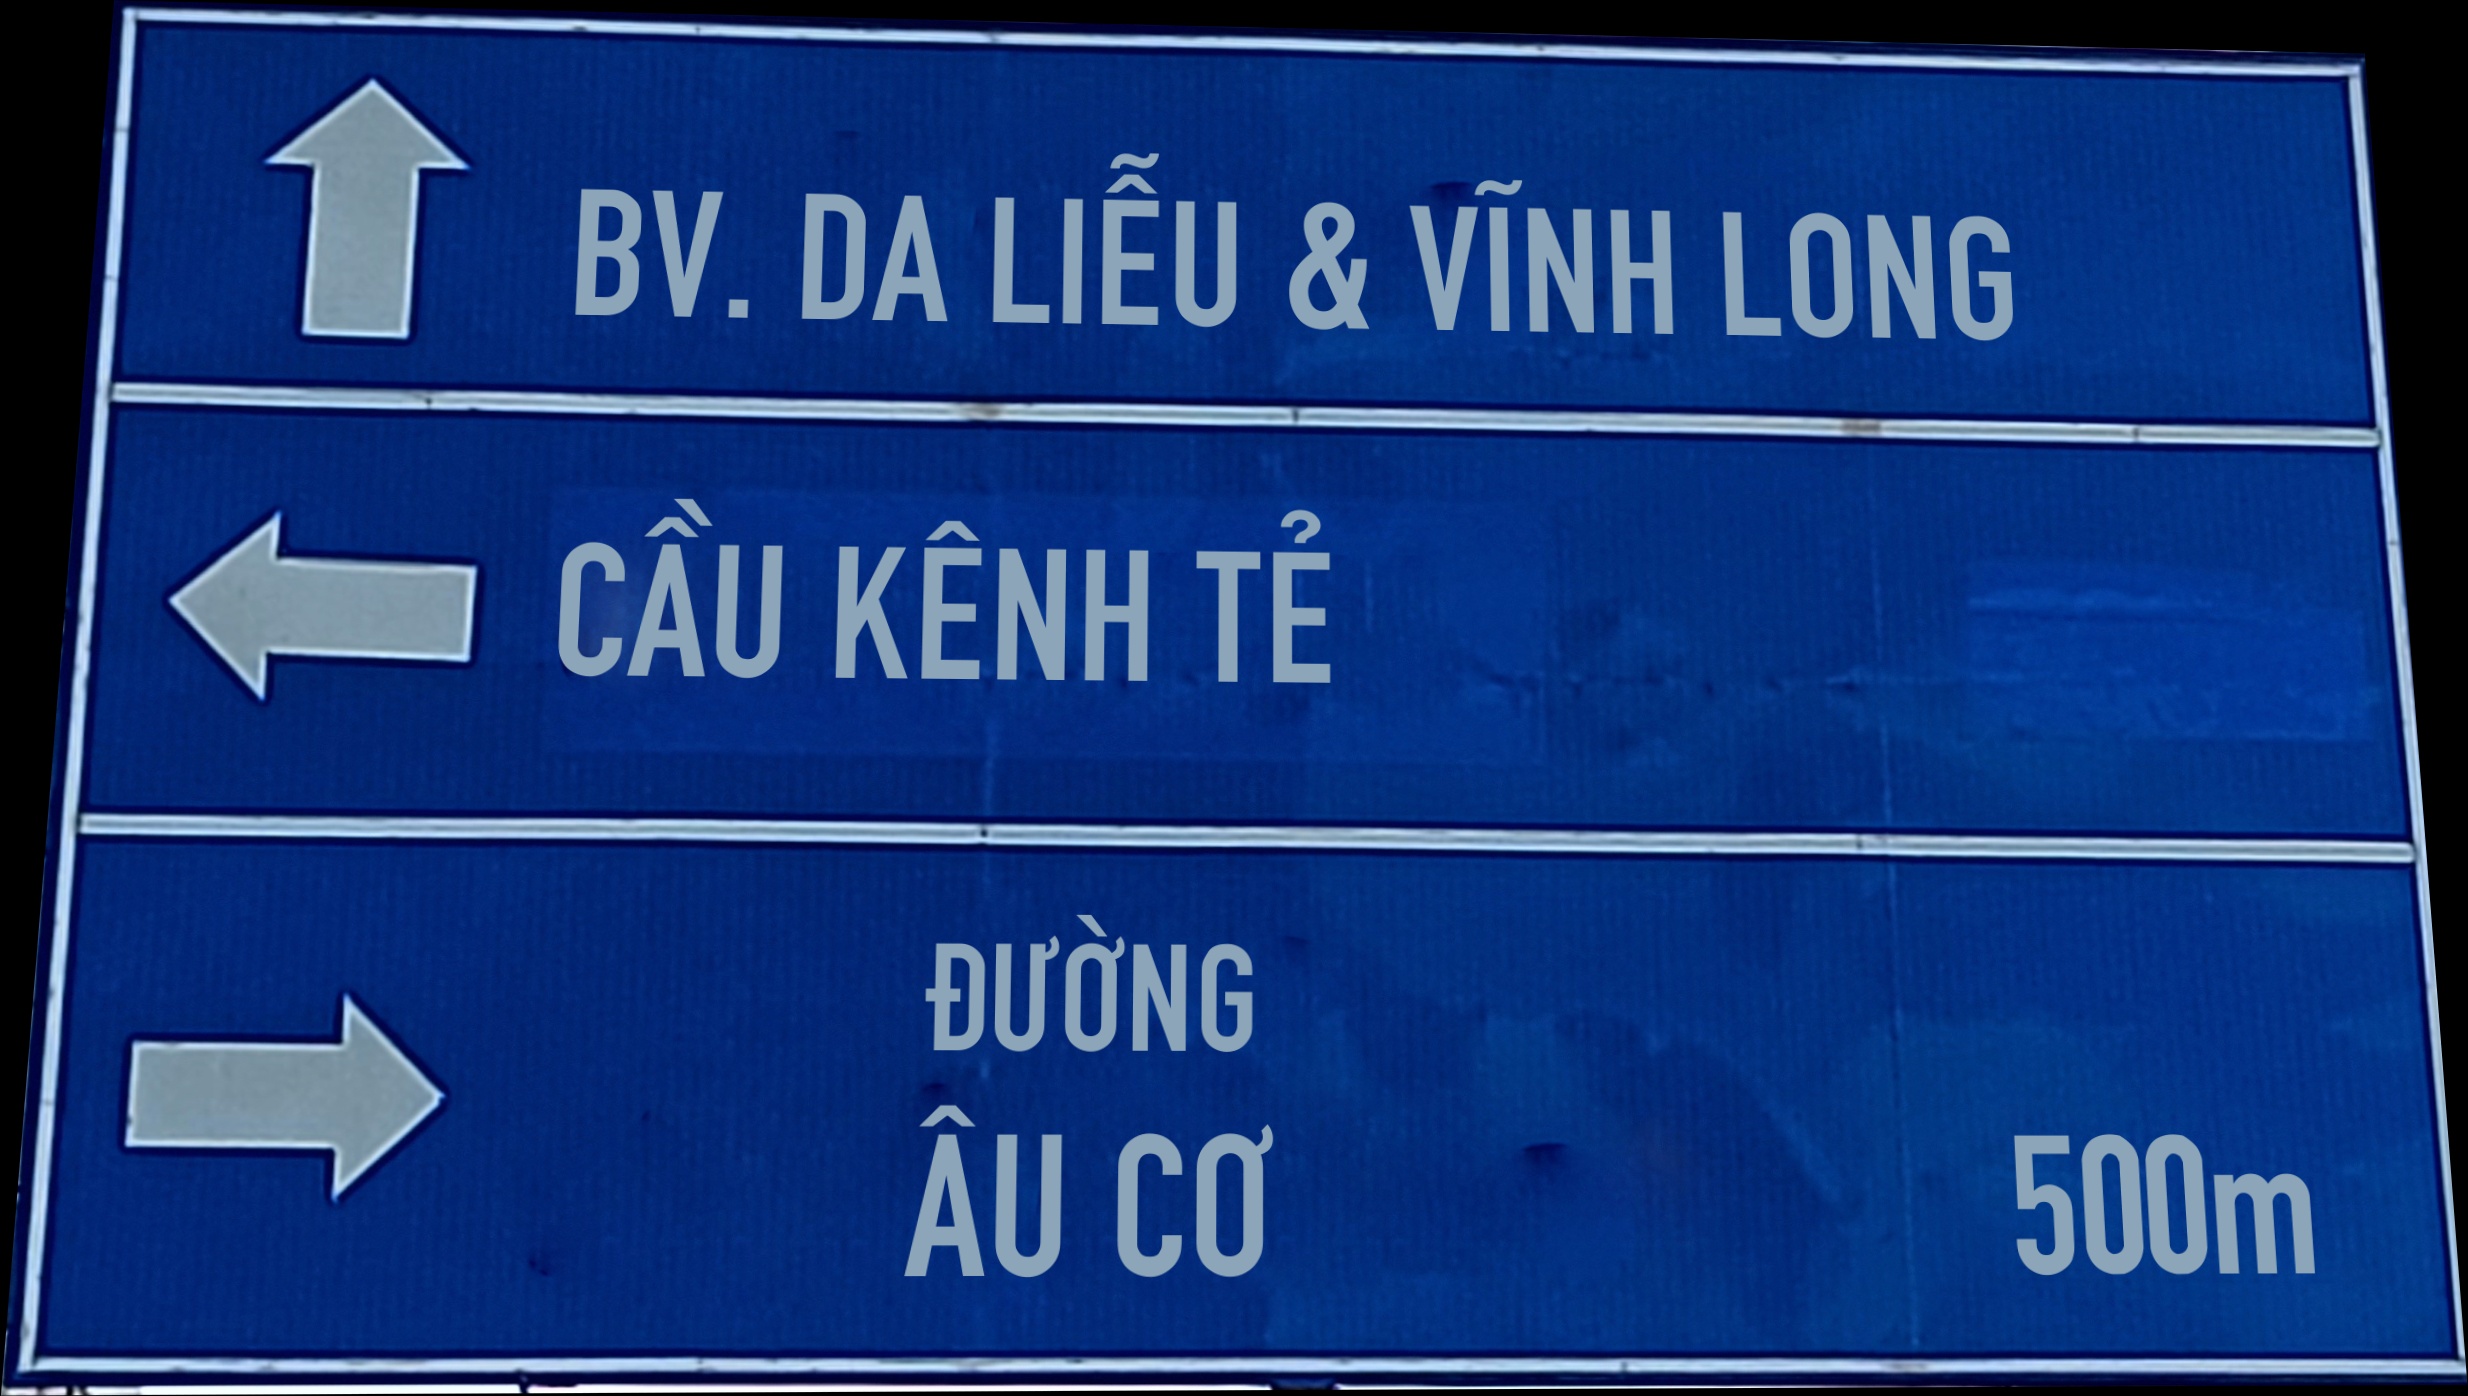 BV. DA LIỄU & VĨNH LONG
CẦU KÊNH TẺ
ĐƯỜNG
ÂU CƠ
500m